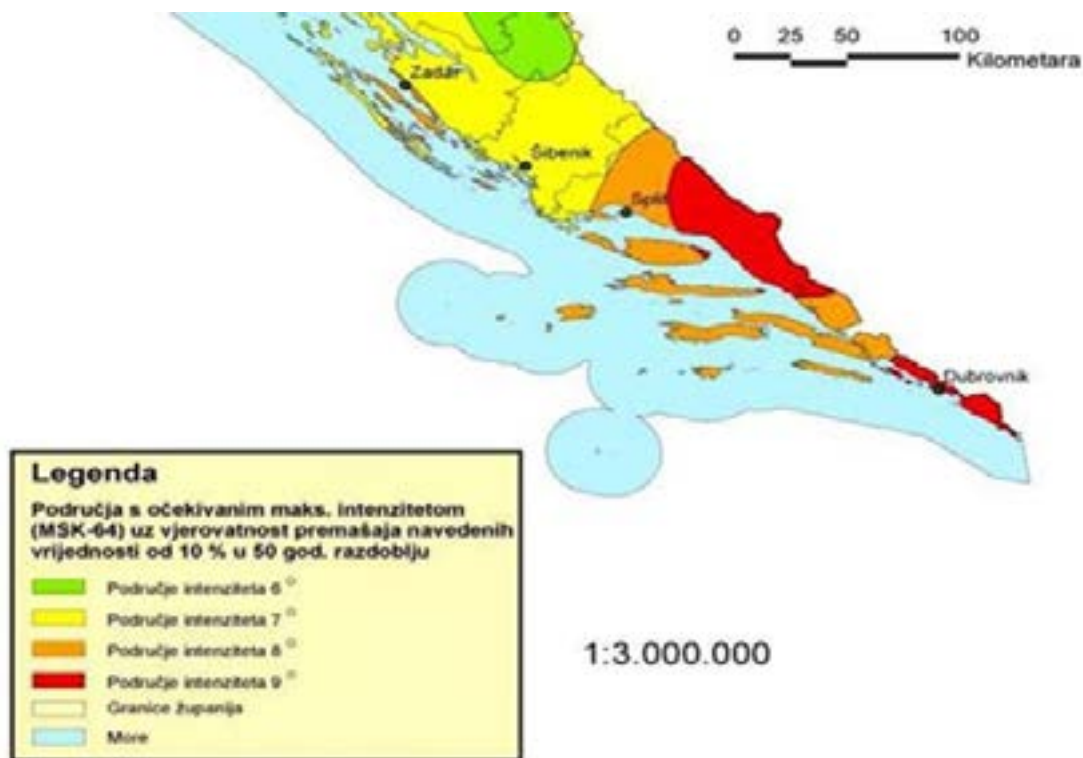 0 25 50 100
Kilometara
Zadar
Šibenik
Split
Dubrovnik
Legenda
Područja s očekivanim maks. intenzitetom
(MSK-64) uz vjerovatnost premašaja navedenih
vrijednosti od 10 % u 50 god. razdoblju
Područje intenziteta 6 °
Područje intenziteta 7 °
Područje intenziteta 8 °
Područje intenziteta 9 °
Granice županija
More
1:3.000.000